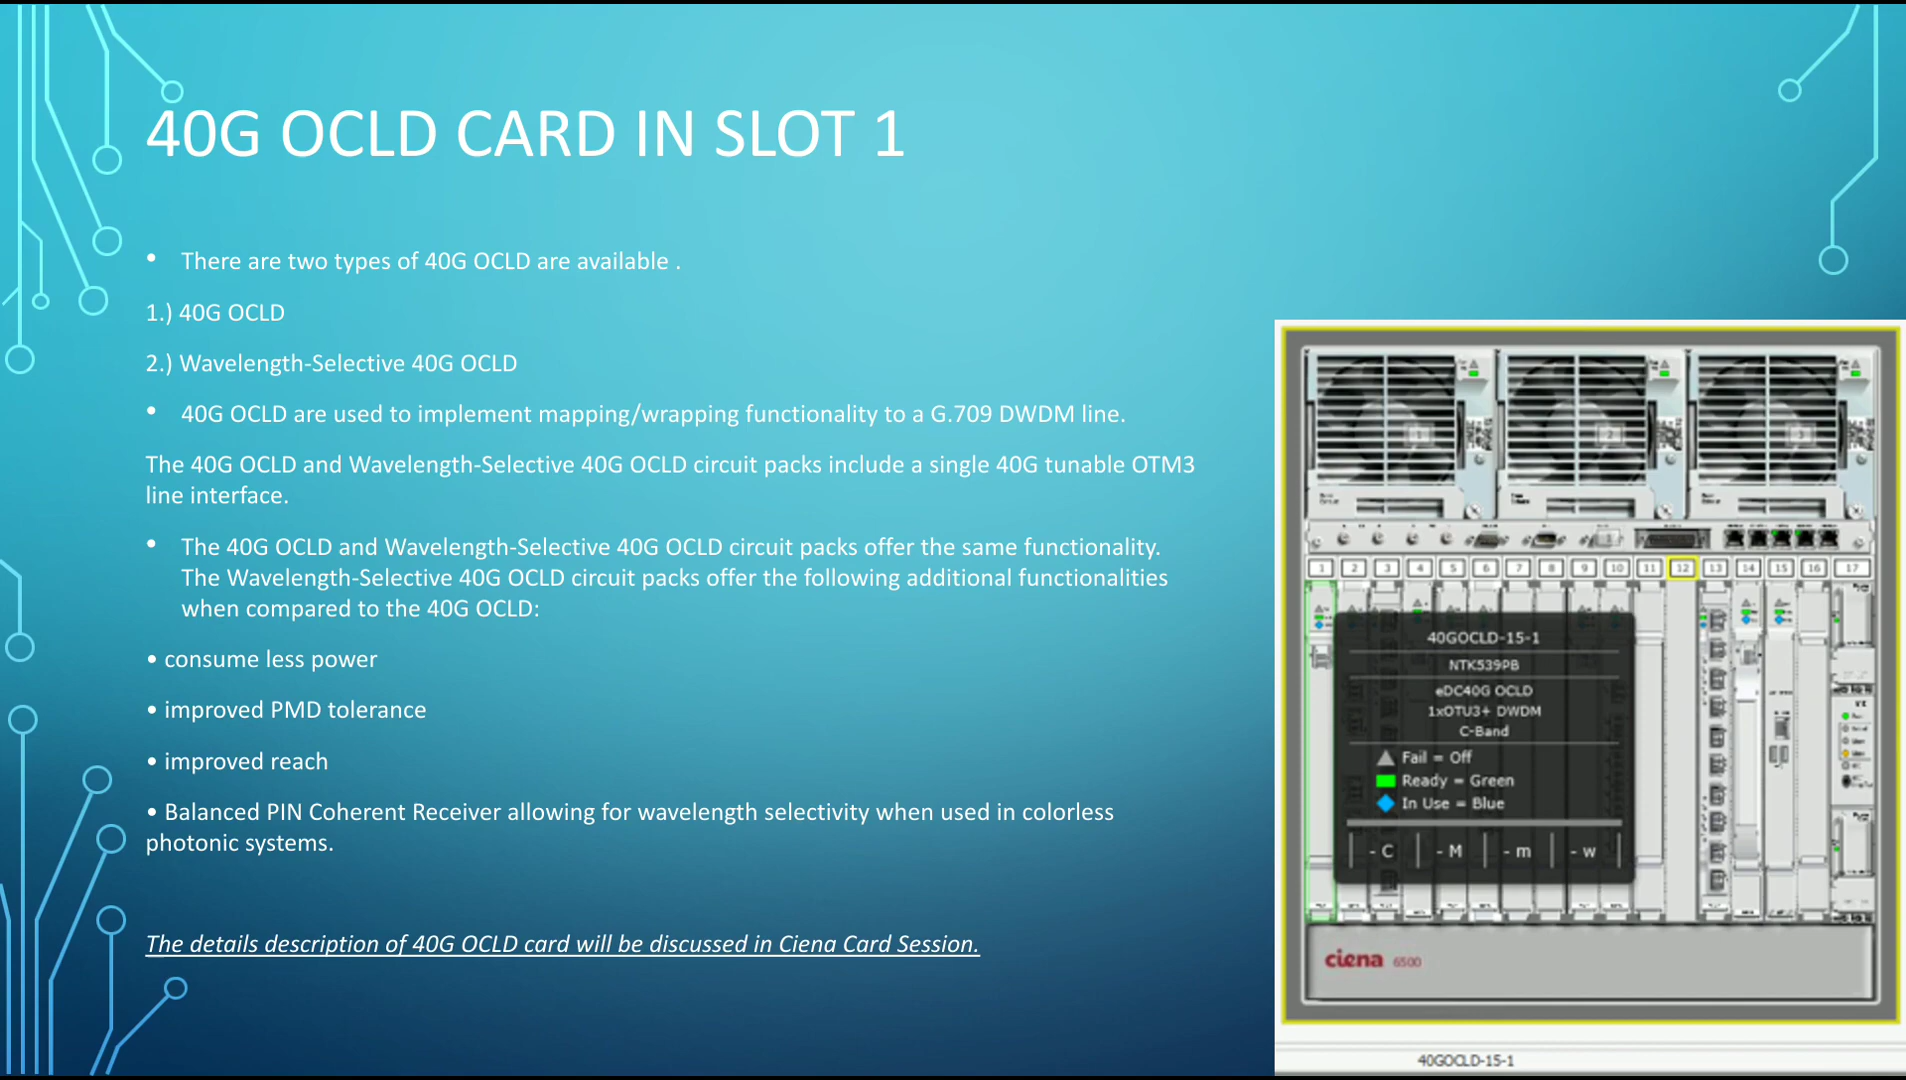 40G OCLD CARD IN SLOT 1
• There are two types of 40G OCLD are available .
1.) 40G OCLD
2.) Wavelength-Selective 40G OCLD
• 40G OCLD are used to implement mapping/wrapping functionality to a G.709 DWDM line.
The 40G OCLD and Wavelength-Selective 40G OCLD circuit packs include a single 40G tunable OTM3
line interface.
• The 40G OCLD and Wavelength-Selective 40G OCLD circuit packs offer the same functionality.
The Wavelength-Selective 40G OCLD circuit packs offer the following additional functionalities
when compared to the 40G OCLD:
• consume less power
• improved PMD tolerance
• improved reach
• Balanced PIN Coherent Receiver allowing for wavelength selectivity when used in colorless
photonic systems.
The details description of 40G OCLD card will be discussed in Ciena Card Session.
1 2 3
1 2 3 4 5 6 7 8 9 10 11 12 13 14 15 16 17
40GOCLD-15-1
NTK539PB
eDC40G OCLD
1xOTU3+ DWDM
C-Band
Fail = Off
Ready = Green
In Use = Blue
- C - M - m - w
ciena 6500
40GOCLD-15-1